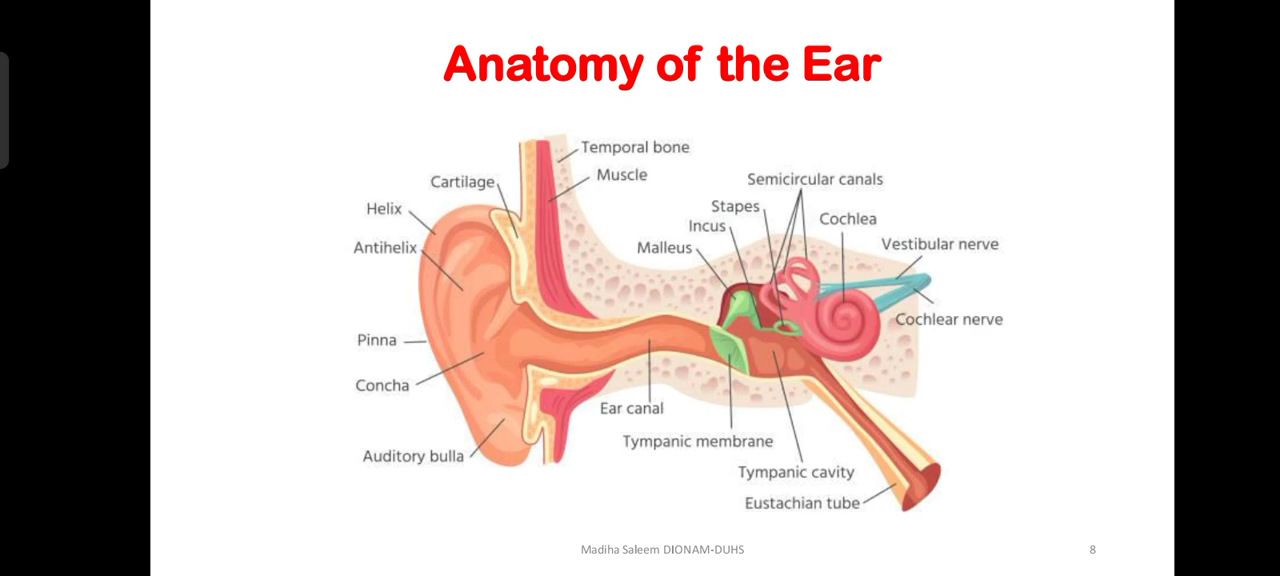 Anatomy of the Ear
Temporal bone
Muscle
Cartilage
Semicircular canals
Helix
Stapes
Cochlea
Incus
Antihelix
Malleus
Vestibular nerve
Cochlear nerve
Pinna
Concha
Ear canal
Tympanic membrane
Auditory bulla
Tympanic cavity
Eustachian tube
Madiha Saleem DIONAM-DUHS
8